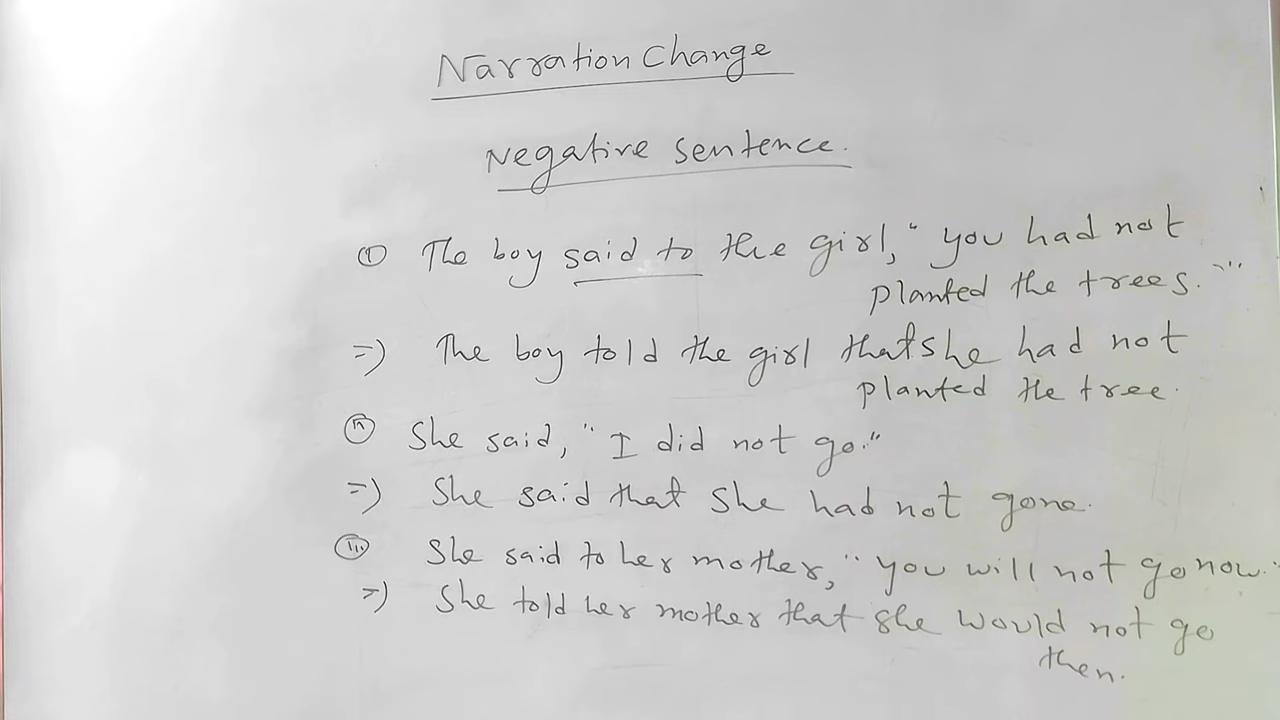 Narration Change
Negative sentence.
(i) The boy said to the girl, "you had not
planted the trees."
=) The boy told the girl that she had not
planted the tree.
(ii) She said, "I did not go."
=) She said that she had not gone.
(iii) She said to her mother, "you will not go now."
=) She told her mother that she would not go
then.